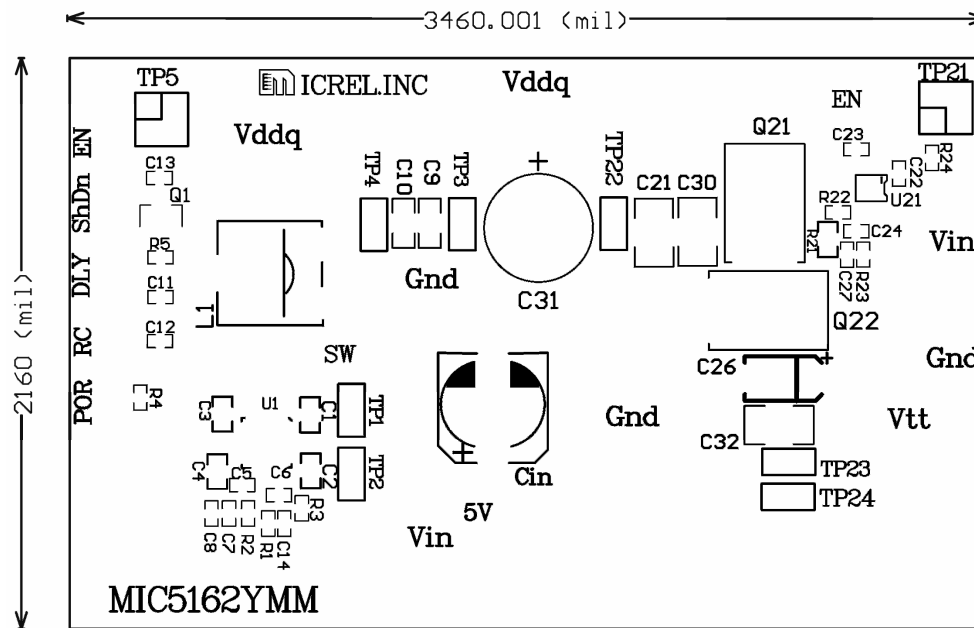 3460.001 (mil)
2160 (mil)
TP5
ICREL.INC
Vddq
TP21
EN
Vddq
Q21
C23
EN
C13
TP4
C10
C9
TP3
TP22
C21
C30
C22
R24
ShDn
Q1
U21
R22
C24
R21
Vin
R5
DLY
C11
Gnd
C31
C27
R23
L1
Q22
C12
RC
SW
C26
+
Gnd
POR
R4
C3
U1
C1
TP1
Gnd
Vtt
C32
C4
C5
C6
C2
TP2
+
Cin
TP23
TP24
C8
C7
R2
R1
C14
R3
5V
Vin
+
MIC5162YMM